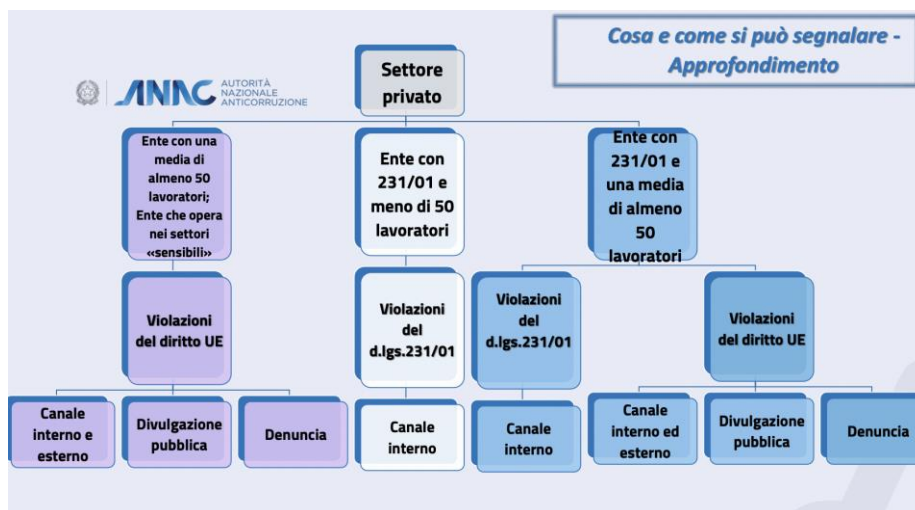 Cosa e come si può segnalare -
Approfondimento
ANAC
AUTORITÀ
NAZIONALE
ANTICORRUZIONE
Settore
privato
Ente con una
media di
almeno 50
lavoratori;
Ente che opera
nei settori
«sensibili»
Ente con
231/01 e
meno di 50
lavoratori
Ente con
231/01 e
una media
di almeno
50
lavoratori
Violazioni
del diritto UE
Violazioni
del
d.lgs.231/01
Violazioni
del
d.lgs.231/01
Violazioni
del diritto UE
Canale
interno e
esterno
Divulgazione
pubblica
Denuncia
Canale
interno
Canale
interno
Canale
interno ed
esterno
Divulgazione
pubblica
Denuncia